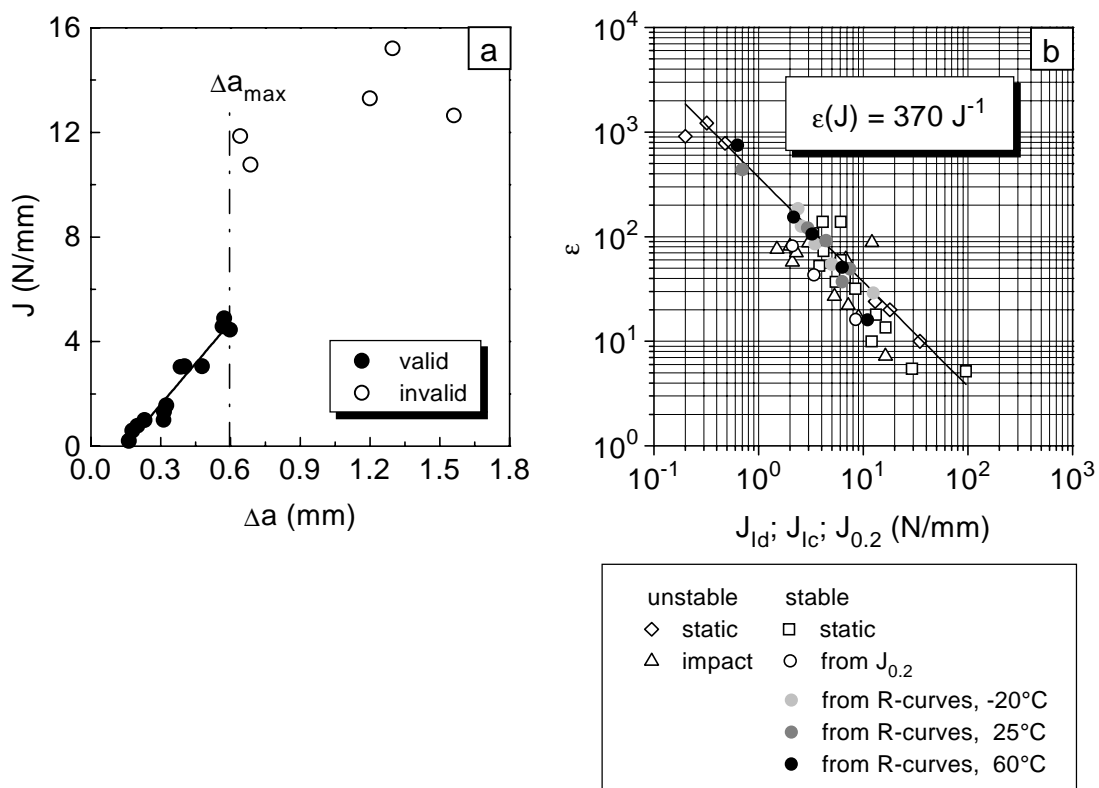 a
16
12
8
4
0
J (N/mm)
Δa_max
valid
invalid
0.0 0.3 0.6 0.9 1.2 1.5 1.8
Δa (mm)
b
10^4
10^3
10^2
10^1
10^0
ε
ε(J) = 370 J^-1
10^-1 10^0 10^1 10^2 10^3
J_Id; J_Ic; J_0.2 (N/mm)
unstable stable
static static
impact from J_0.2
from R-curves, -20°C
from R-curves, 25°C
from R-curves, 60°C